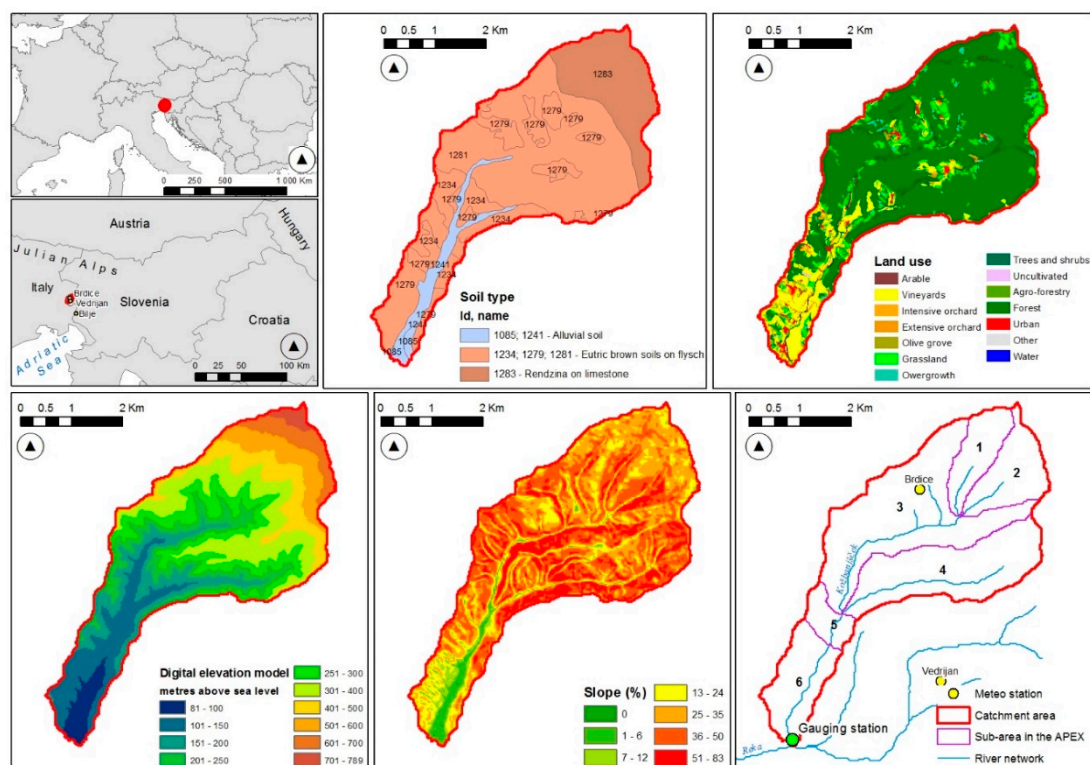 0 250 500 1 000 Km
Austria
Hungary
Julian Alps
Italy
Brdice
Vedrijan
Bilje
Slovenia
Croatia
Adriatic
Sea
0 50 100 Km
0 0.5 1 2 Km
1283
1279
1279
1279
1279
1279
1281
1279
1234
1279
1234
1279
1234
1279
1234
1279
1241
1234
1279
1279
1241
1085
1085
Soil type
Id, name
1085; 1241 - Alluvial soil
1234; 1279; 1281 - Eutric brown soils on flysch
1283 - Rendzina on limestone
0 0.5 1 2 Km
Land use
Arable
Vineyards
Intensive orchard
Extensive orchard
Olive grove
Grassland
Owergrowth
Trees and shrubs
Uncultivated
Agro-forestry
Forest
Urban
Other
Water
0 0.5 1 2 Km
Digital elevation model
metres above sea level
81 - 100
101 - 150
151 - 200
201 - 250
251 - 300
301 - 400
401 - 500
501 - 600
601 - 700
701 - 789
0 0.5 1 2 Km
Slope (%)
0
1 - 6
7 - 12
13 - 24
25 - 35
36 - 50
51 - 83
0 0.5 1 2 Km
1
2
Brdice
3
4
5
6
Vedrijan
Gauging station
Reka
Meteo station
Catchment area
Sub-area in the APEX
River network